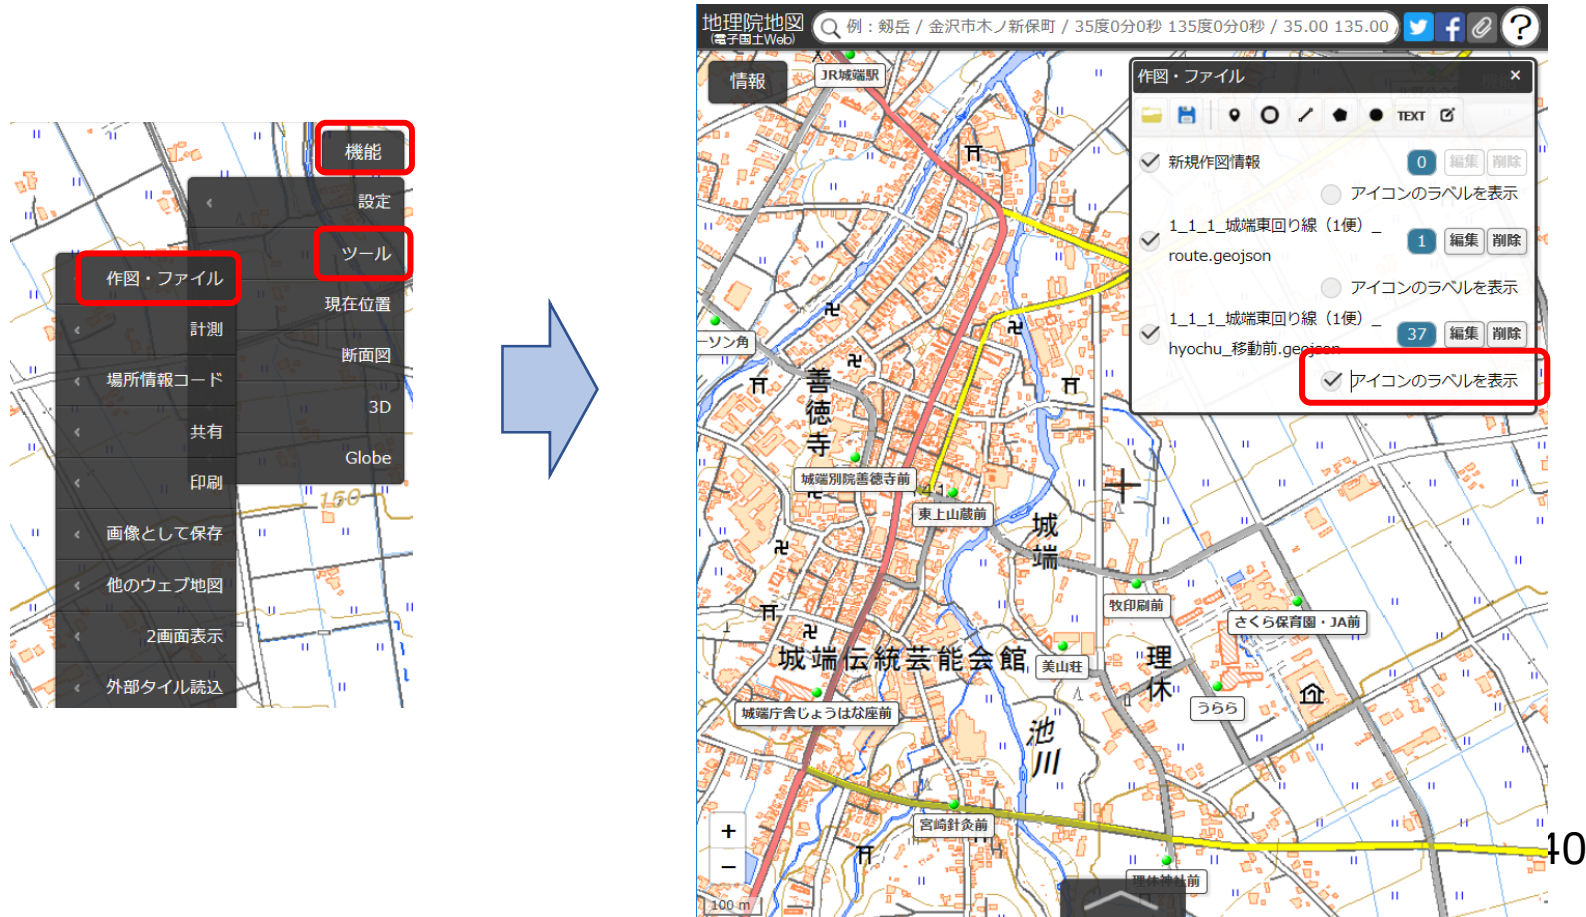 機能
設定
ツール
現在位置
断面図
3D
Globe
作図・ファイル
計測
場所情報コード
共有
印刷
画像として保存
他のウェブ地図
2画面表示
外部タイル読込
150
地理院地図
(電子国土Web)
例：剱岳 / 金沢市木ノ新保町 / 35度0分0秒 135度0分0秒 / 35.00 135.00
?
情報
作図・ファイル
×
TEXT
新規作図情報
0
編集
削除
アイコンのラベルを表示
1_1_1_城端東回り線（1便）_
route.geojson
1
編集
削除
アイコンのラベルを表示
1_1_1_城端東回り線（1便）_
hyochu_移動前.geojson
37
編集
削除
アイコンのラベルを表示
JR城端駅
ーソン角
善徳寺
城端別院善徳寺前
東上山蔵前
城端
牧印刷前
さくら保育園・JA前
城端伝統芸能会館
美山荘
理休
うらら
城端庁舎じょうはな座前
池川
宮崎針灸前
理休神社前
+
−
100 m
40